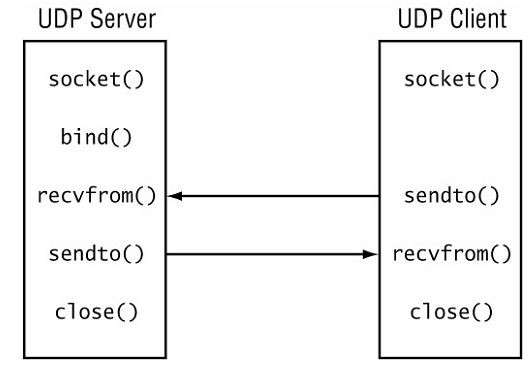 UDP Server
socket()
bind()
recvfrom()
sendto()
close()
UDP Client
socket()
sendto()
recvfrom()
close()